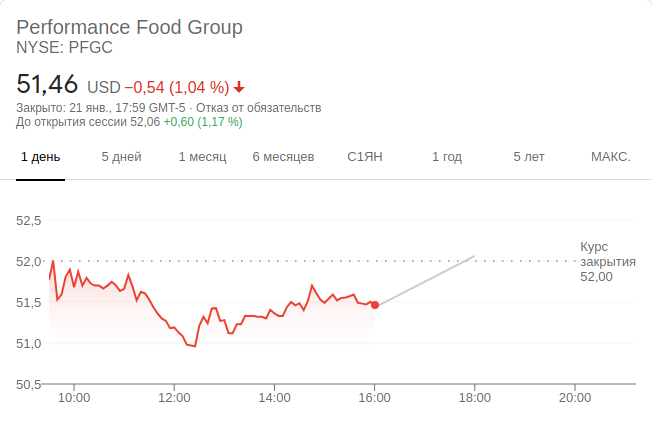 Performance Food Group
NYSE: PFGC
51,46 USD −0,54 (1,04 %)
Закрыто: 21 янв., 17:59 GMT-5 · Отказ от обязательств
До открытия сессии 52,06 +0,60 (1,17 %)
1 день 5 дней 1 месяц 6 месяцев С1ЯН 1 год 5 лет МАКС.
52,5
Курс
52,0 закрытия
52,00
51,5
51,0
50,5
10:00 12:00 14:00 16:00 18:00 20:00